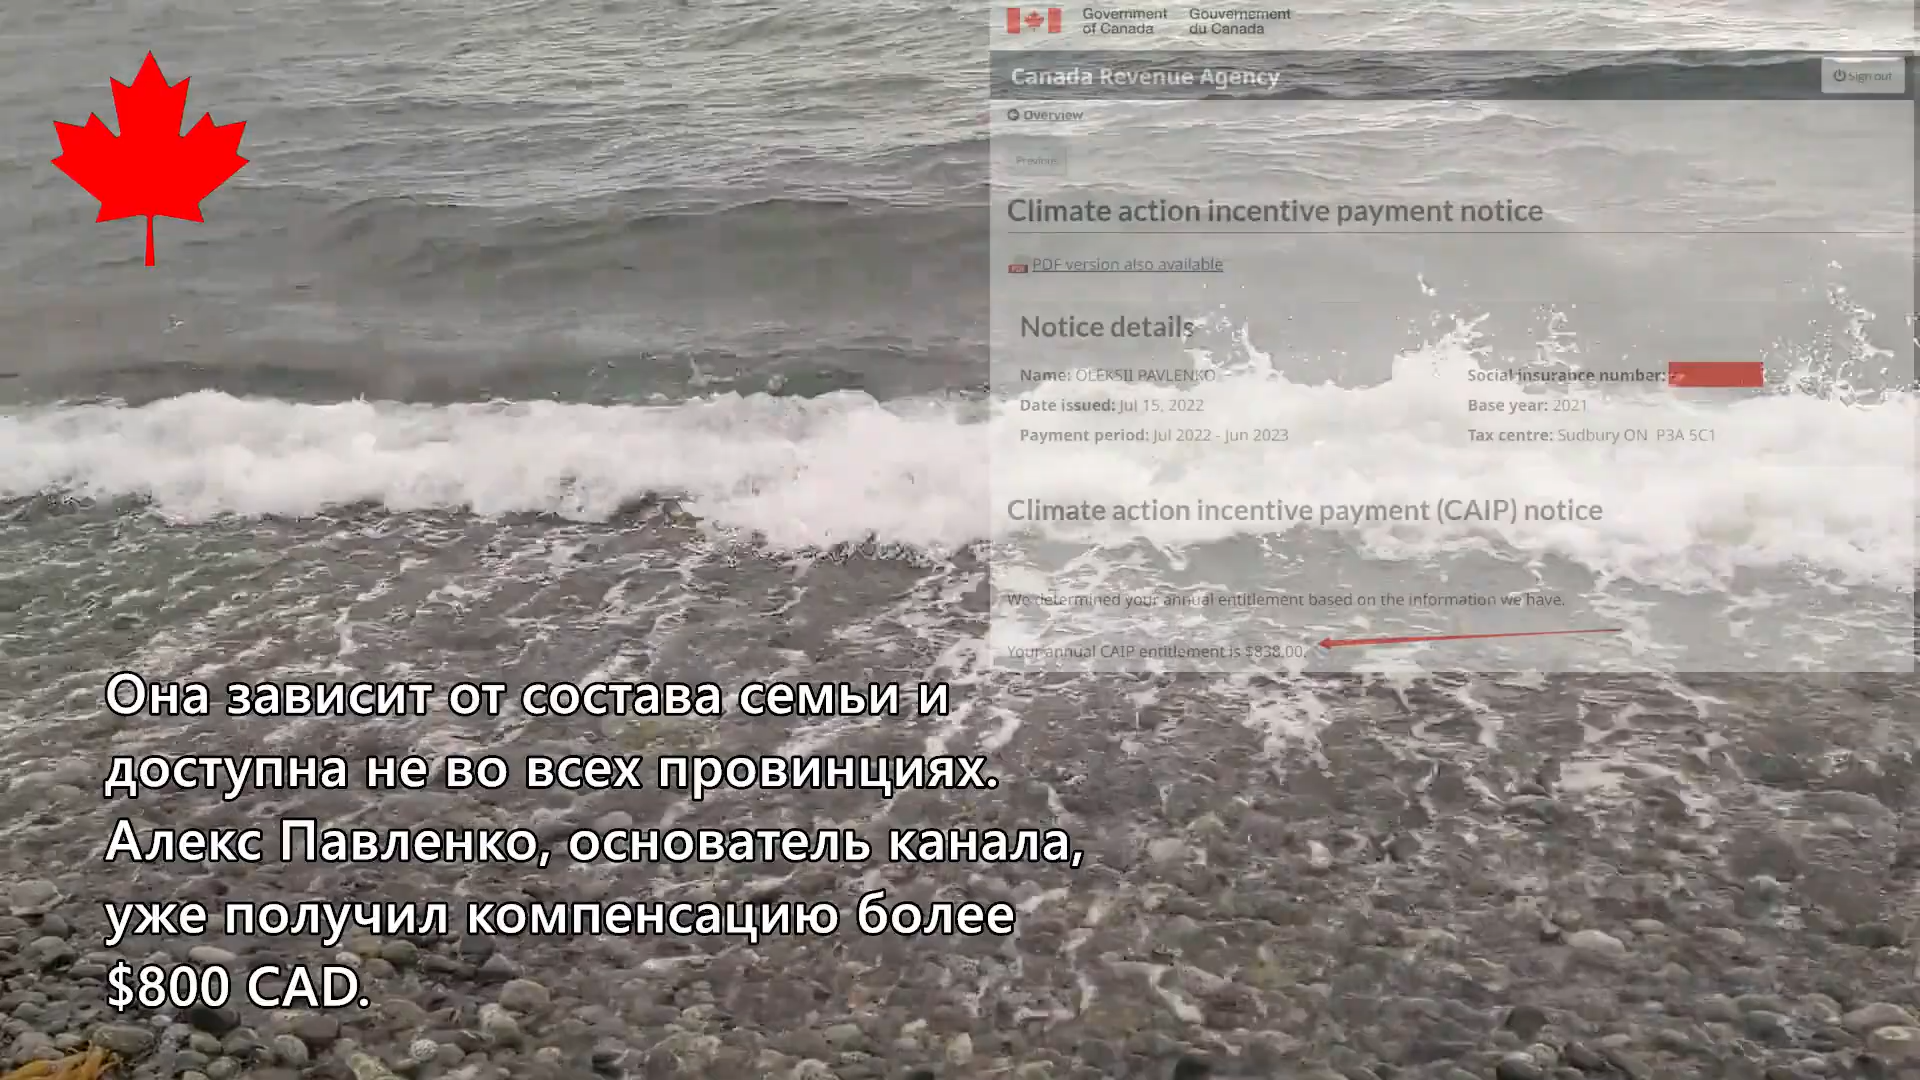 Government
of Canada
Gouvernement
du Canada
Canada Revenue Agency
Sign out
Overview
Previous
Climate action incentive payment notice
PDF version also available
Notice details
Name: OLEKSII PAVLENKO
Social insurance number:
Date issued: Jul 15, 2022
Base year: 2021
Payment period: Jul 2022 - Jun 2023
Tax centre: Sudbury ON P3A 5C1
Climate action incentive payment (CAIP) notice
We determined your annual entitlement based on the information we have.
Your annual CAIP entitlement is $838.00.
Она зависит от состава семьи и
доступна не во всех провинциях.
Алекс Павленко, основатель канала,
уже получил компенсацию более
$800 CAD.